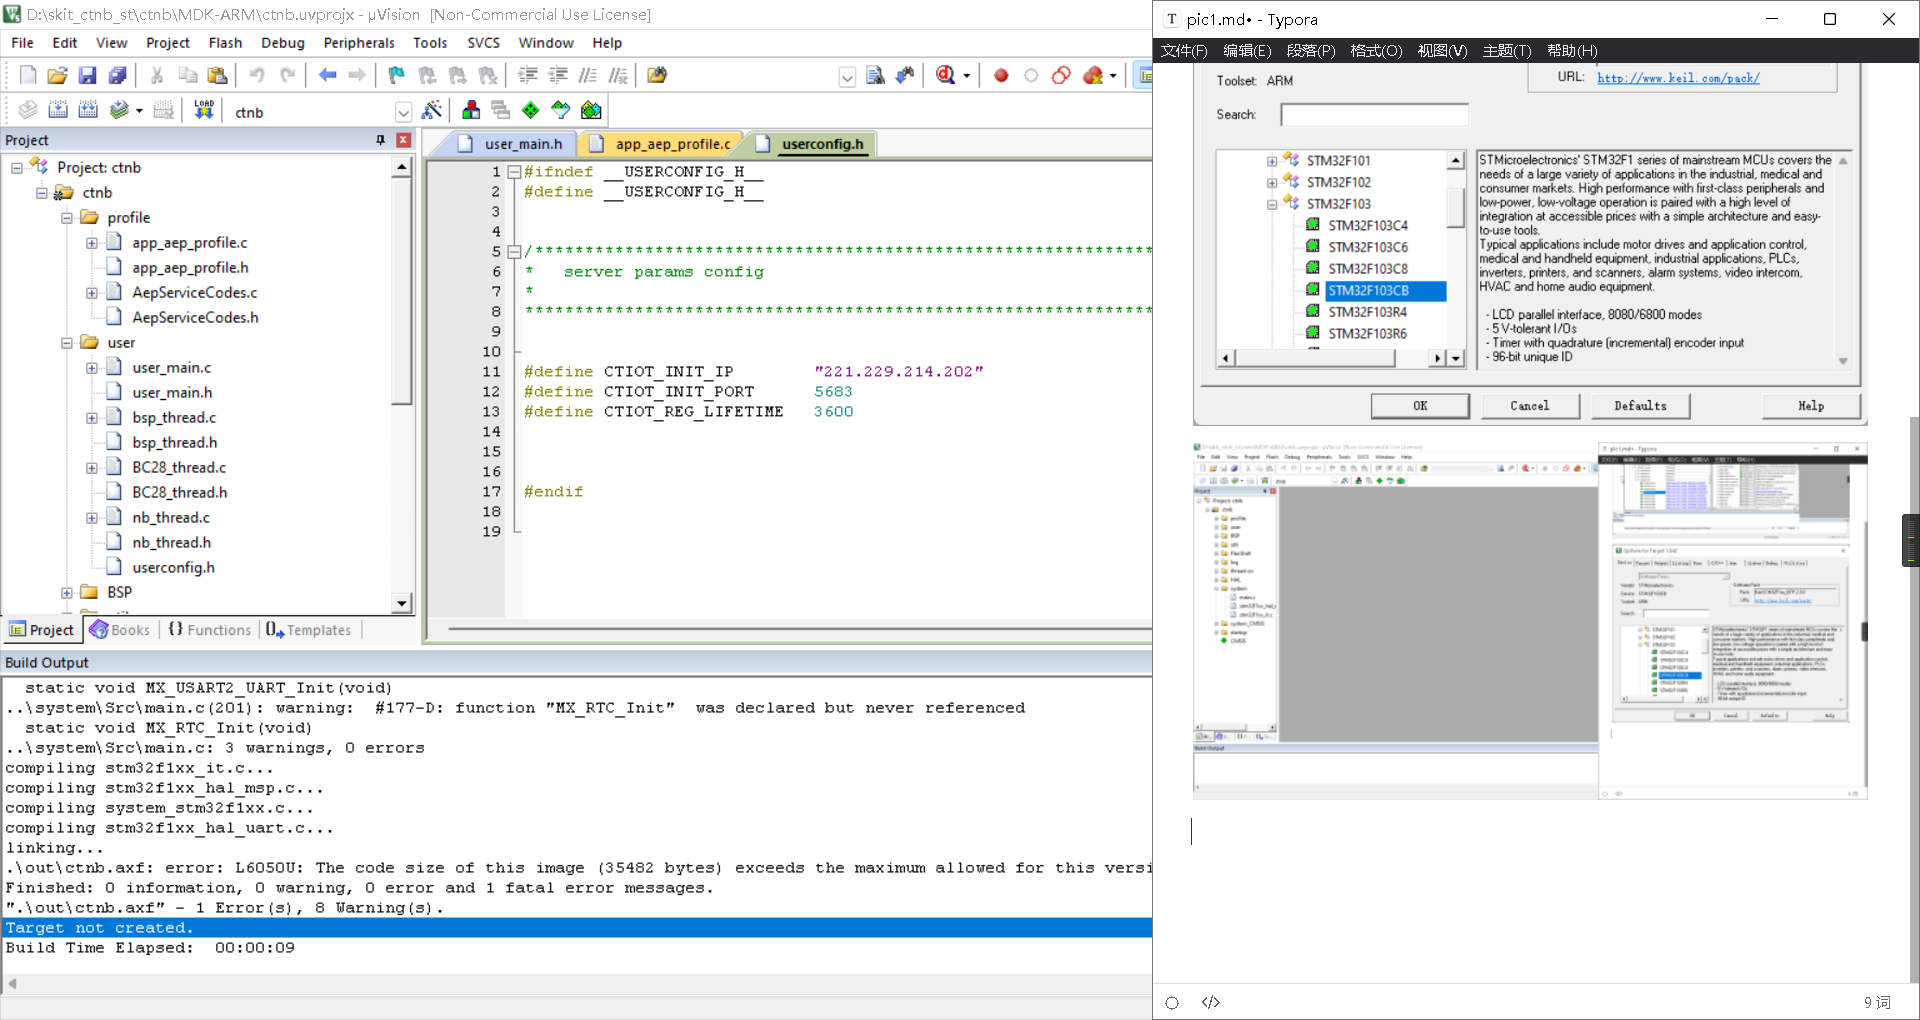 D:\skit_ctnb_st\ctnb\MDK-ARM\ctnb.uvprojx - µVision [Non-Commercial Use License]
File Edit View Project Flash Debug Peripherals Tools SVCS Window Help
LOAD
ctnb
Project
Project: ctnb
ctnb
profile
app_aep_profile.c
app_aep_profile.h
AepServiceCodes.c
AepServiceCodes.h
user
user_main.c
user_main.h
bsp_thread.c
bsp_thread.h
BC28_thread.c
BC28_thread.h
nb_thread.c
nb_thread.h
userconfig.h
BSP
Project Books {} Functions Templates
user_main.h app_aep_profile.c userconfig.h
1 #ifndef __USERCONFIG_H__
2 #define __USERCONFIG_H__
3
4
5 /***************************************************************
6 * server params config
7 *
8 ***************************************************************
9
10
11 #define CTIOT_INIT_IP "221.229.214.202"
12 #define CTIOT_INIT_PORT 5683
13 #define CTIOT_REG_LIFETIME 3600
14
15
16
17 #endif
18
19
Build Output
static void MX_USART2_UART_Init(void)
..\system\Src\main.c(201): warning: #177-D: function "MX_RTC_Init" was declared but never referenced
static void MX_RTC_Init(void)
..\system\Src\main.c: 3 warnings, 0 errors
compiling stm32f1xx_it.c...
compiling stm32f1xx_hal_msp.c...
compiling system_stm32f1xx.c...
compiling stm32f1xx_hal_uart.c...
linking...
.\out\ctnb.axf: error: L6050U: The code size of this image (35482 bytes) exceeds the maximum allowed for this versi
Finished: 0 information, 0 warning, 0 error and 1 fatal error messages.
".\out\ctnb.axf" - 1 Error(s), 8 Warning(s).
Target not created.
Build Time Elapsed: 00:00:09
T pic1.md• - Typora
文件(F) 编辑(E) 段落(P) 格式(O) 视图(V) 主题(T) 帮助(H)
Toolset: ARM
URL: http://www.keil.com/pack/
Search:
STM32F101
STM32F102
STM32F103
STM32F103C4
STM32F103C6
STM32F103C8
STM32F103CB
STM32F103R4
STM32F103R6
STMicroelectronics' STM32F1 series of mainstream MCUs covers the
needs of a large variety of applications in the industrial, medical and
consumer markets. High performance with first-class peripherals and
low-power, low-voltage operation is paired with a high level of
integration at accessible prices with a simple architecture and easy-
to-use tools.
Typical applications include motor drives and application control,
medical and handheld equipment, industrial applications, PLCs,
inverters, printers, and scanners, alarm systems, video intercom,
HVAC and home audio equipment.
- LCD parallel interface, 8080/6800 modes
- 5 V-tolerant I/Os
- Timer with quadrature (incremental) encoder input
- 96-bit unique ID
OK Cancel Defaults Help
</> 9 词